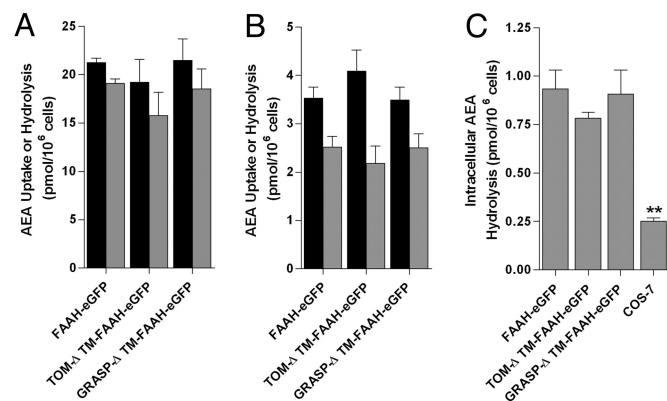 A
AEA Uptake or Hydrolysis
(pmol/10⁶ cells)
25
20
15
10
5
0
FAAH-eGFP
TOM-Δ TM-FAAH-eGFP
GRASP-Δ TM-FAAH-eGFP
B
AEA Uptake or Hydrolysis
(pmol/10⁶ cells)
5
4
3
2
1
0
FAAH-eGFP
TOM-Δ TM-FAAH-eGFP
GRASP-Δ TM-FAAH-eGFP
C
Intracellular AEA
Hydrolysis (pmol/10⁶ cells)
1.25
1.00
0.75
0.50
0.25
0.00
**
FAAH-eGFP
TOM-Δ TM-FAAH-eGFP
GRASP-Δ TM-FAAH-eGFP
COS-7